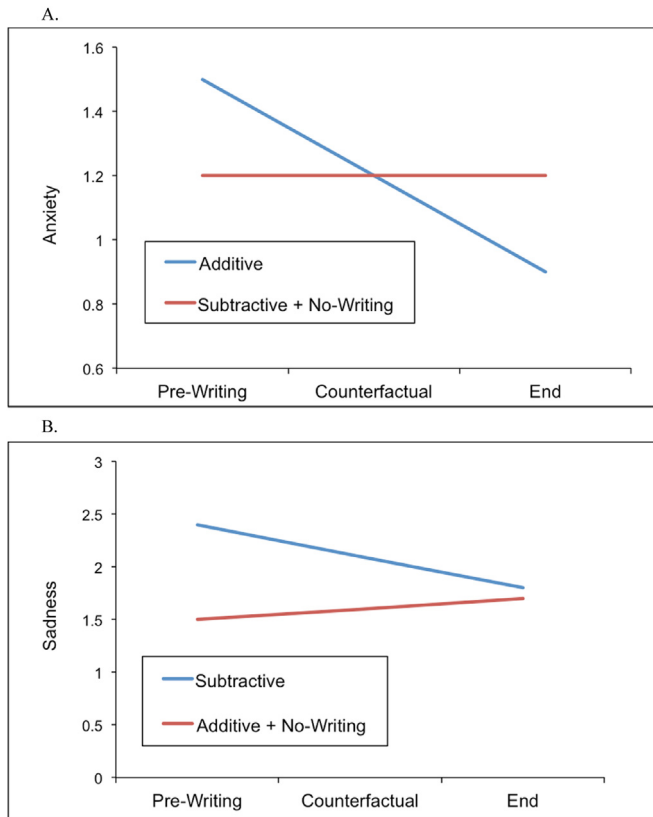 A.
1.6
1.4
1.2
1
0.8
0.6
Anxiety
Additive
Subtractive + No-Writing
Pre-Writing Counterfactual End
B.
3
2.5
2
1.5
1
0.5
0
Sadness
Subtractive
Additive + No-Writing
Pre-Writing Counterfactual End